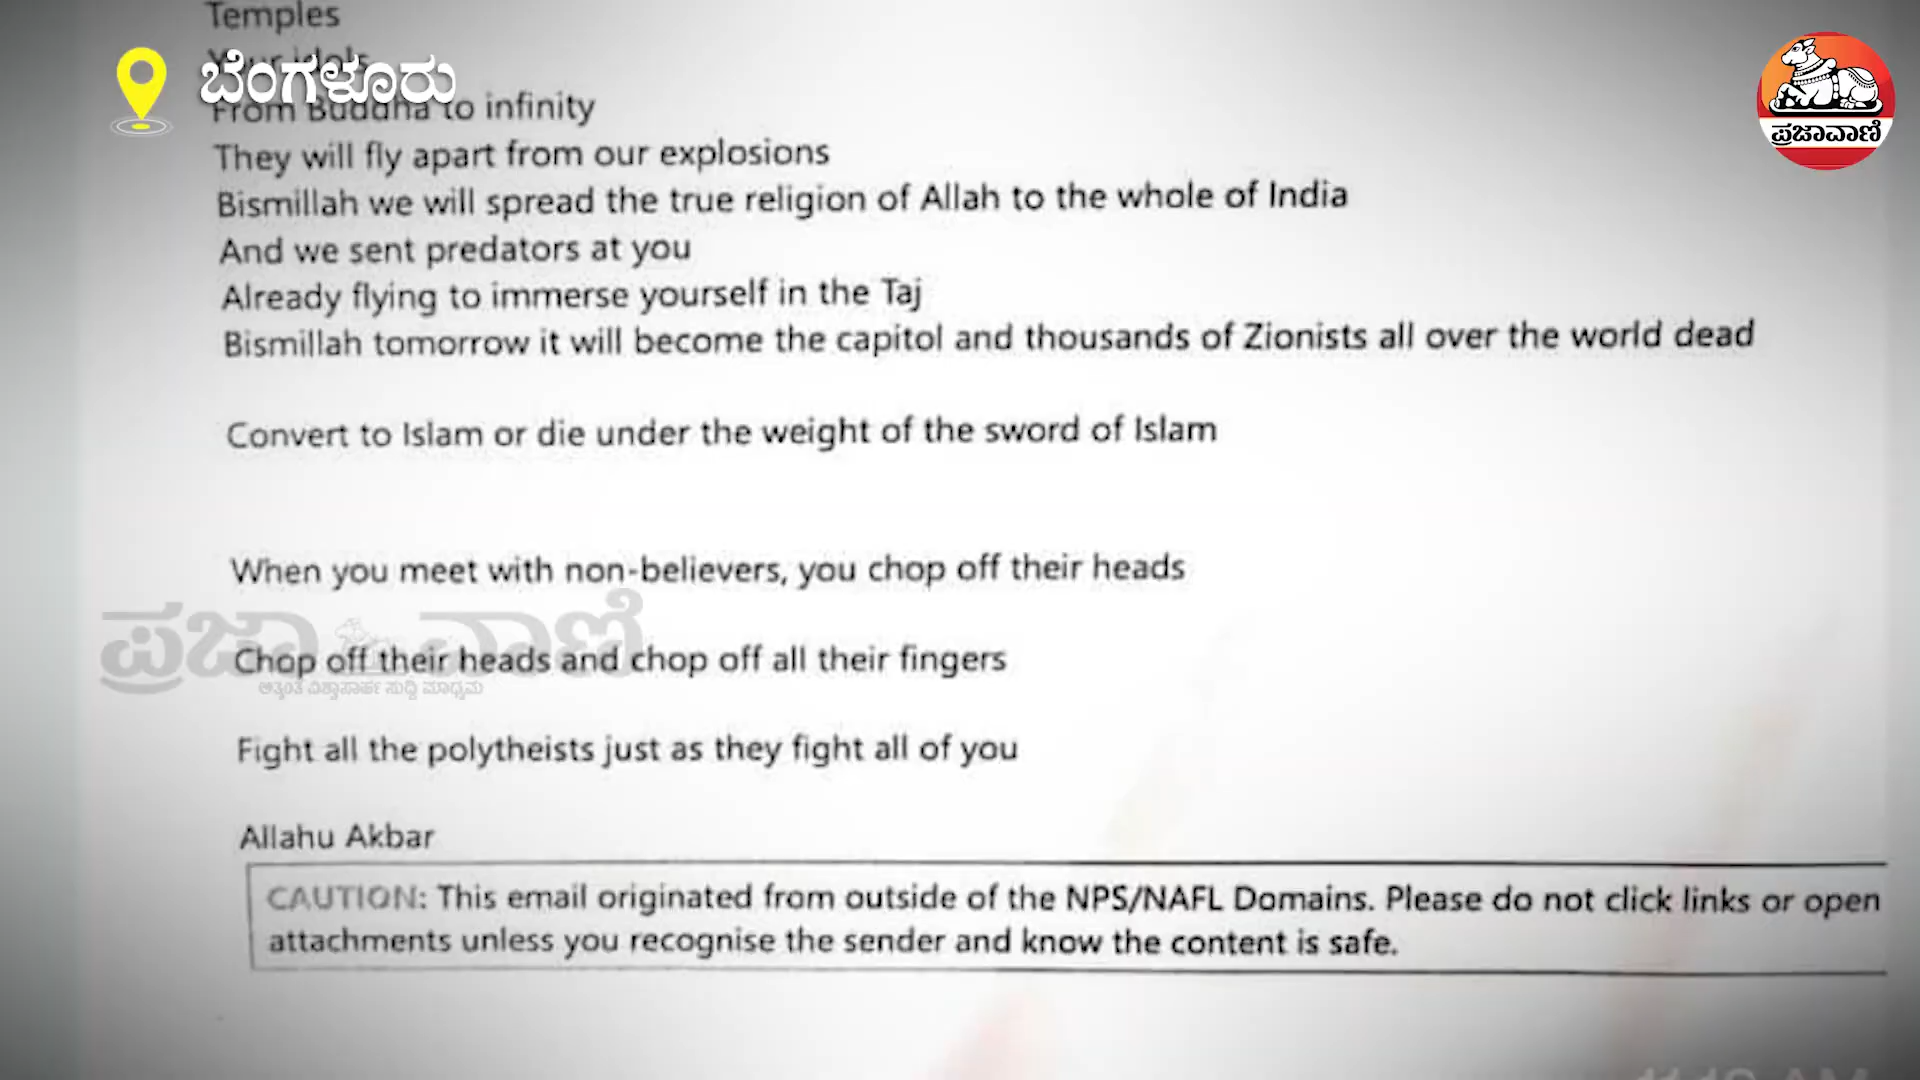 Temples
Your idols
ಬೆಂಗಳೂರು
From Buddha to infinity
ಪ್ರಜಾವಾಣಿ
They will fly apart from our explosions
Bismillah we will spread the true religion of Allah to the whole of India
And we sent predators at you
Already flying to immerse yourself in the Taj
Bismillah tomorrow it will become the capitol and thousands of Zionists all over the world dead
Convert to Islam or die under the weight of the sword of Islam
When you meet with non-believers, you chop off their heads
ಪ್ರಜಾವಾಣಿ
Chop off their heads and chop off all their fingers
ಅತ್ಯಂತ ವಿಶ್ವಾಸಾರ್ಹ ಸುದ್ದಿ ಮಾಧ್ಯಮ
Fight all the polytheists just as they fight all of you
Allahu Akbar
CAUTION: This email originated from outside of the NPS/NAFL Domains. Please do not click links or open
attachments unless you recognise the sender and know the content is safe.